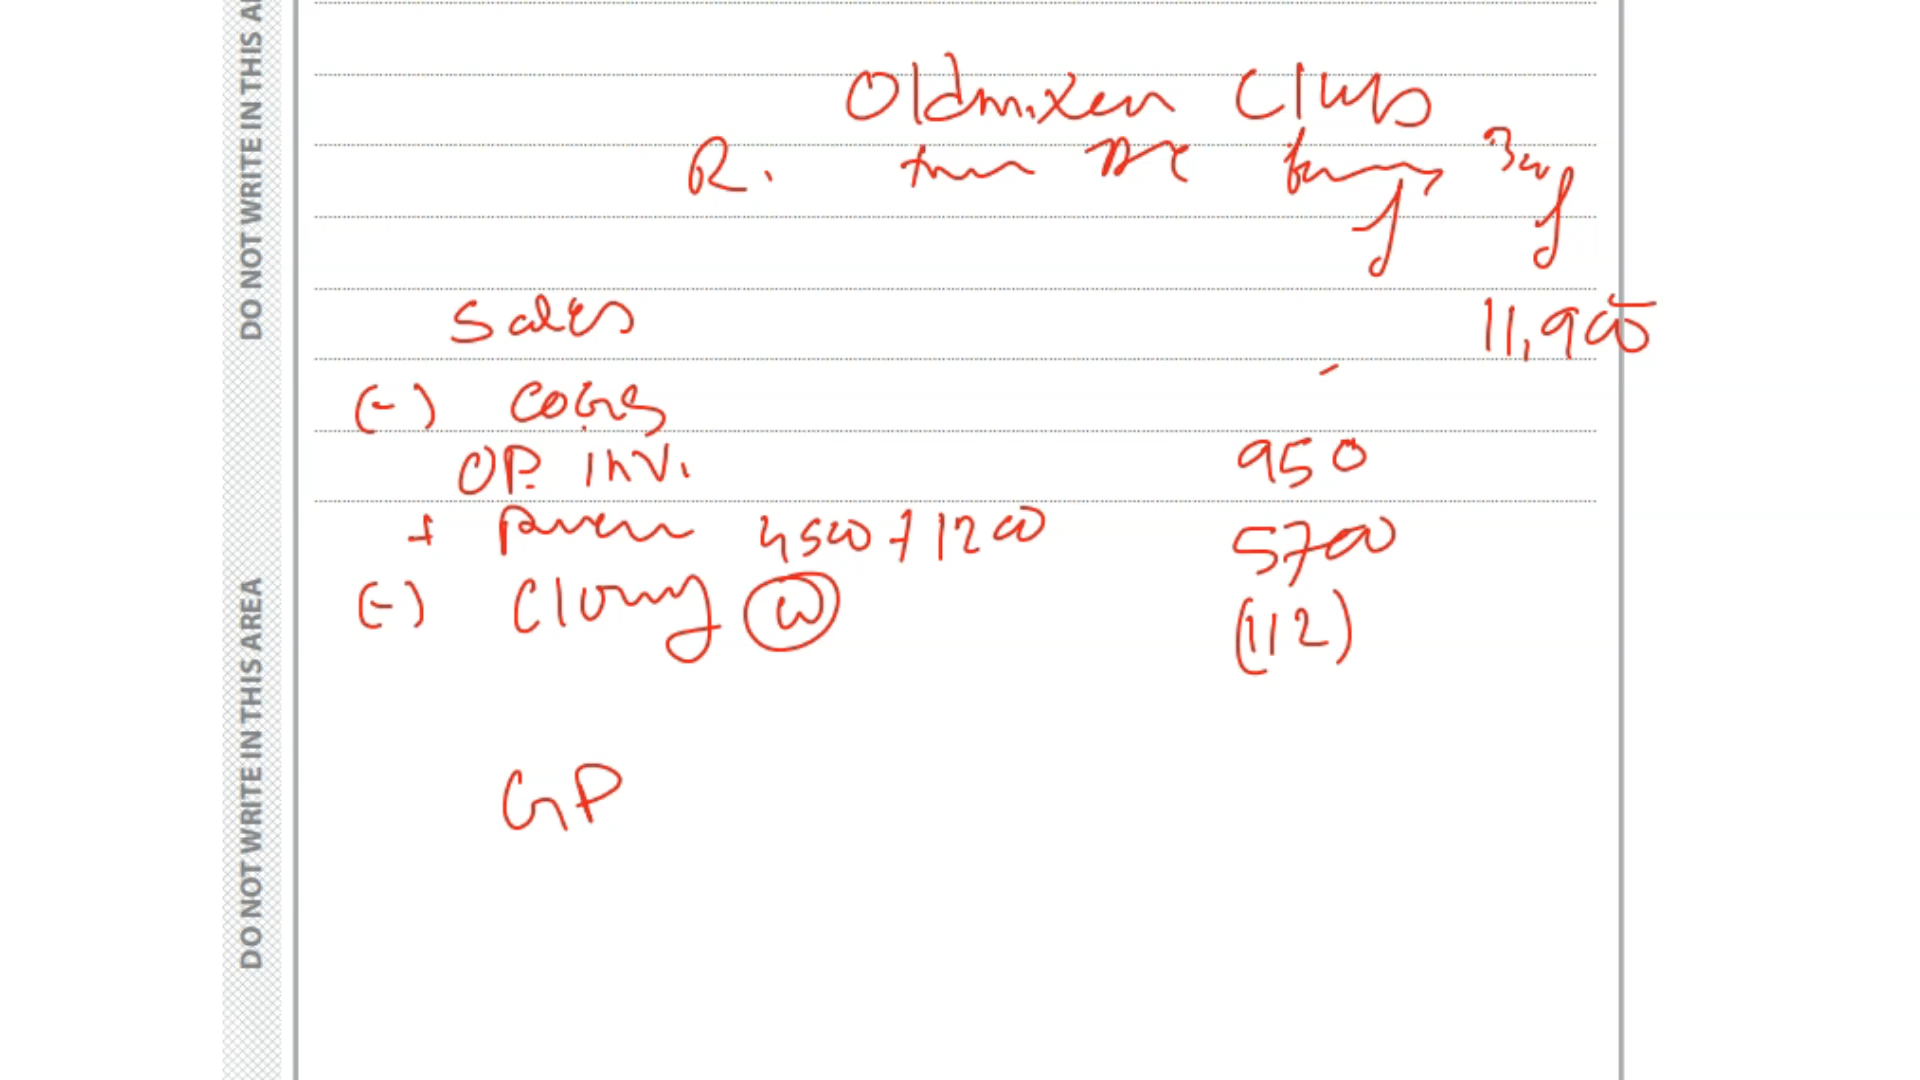 DO NOT WRITE IN THIS AREA
DO NOT WRITE IN THIS AREA
Oldmixen Club
R.
Sales 11,900
(-) COGS
OP. Inv. 950
+ 4500 + 1200 5700
(-) Closing (W) (112)
GP